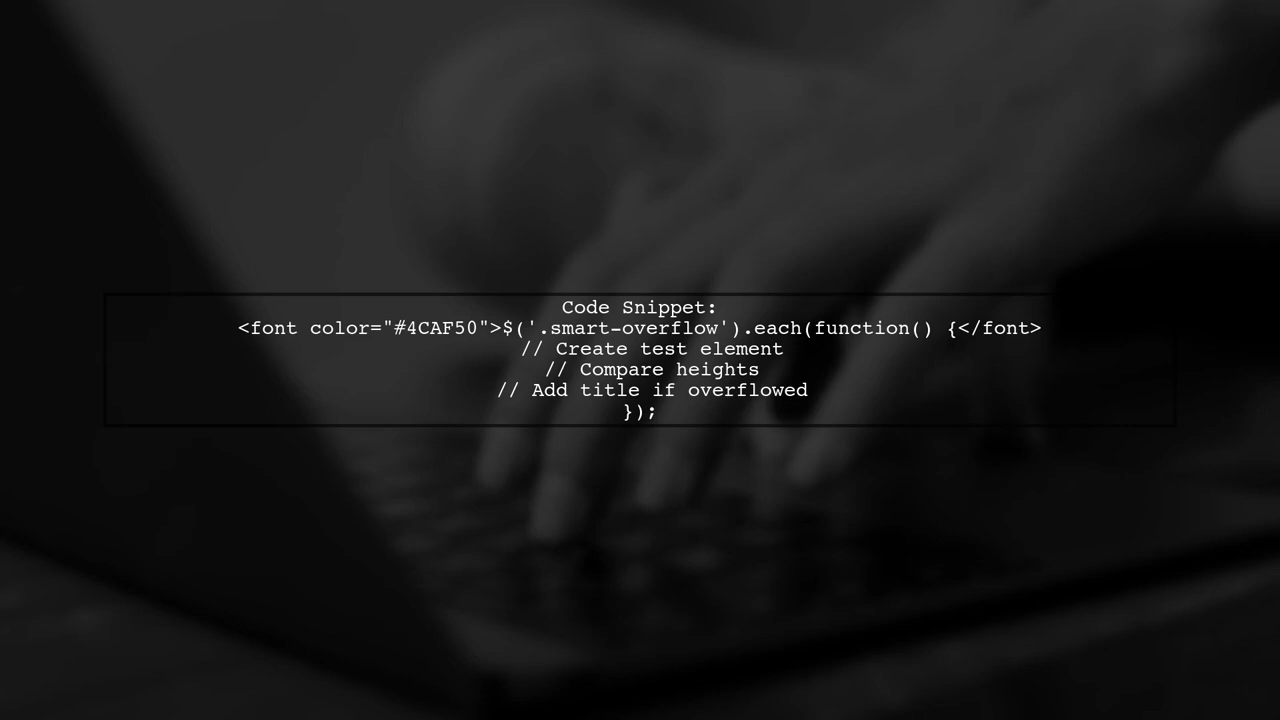 Code Snippet:
<font color="#4CAF50">$('.smart-overflow').each(function() {</font>
// Create test element
// Compare heights
// Add title if overflowed
});